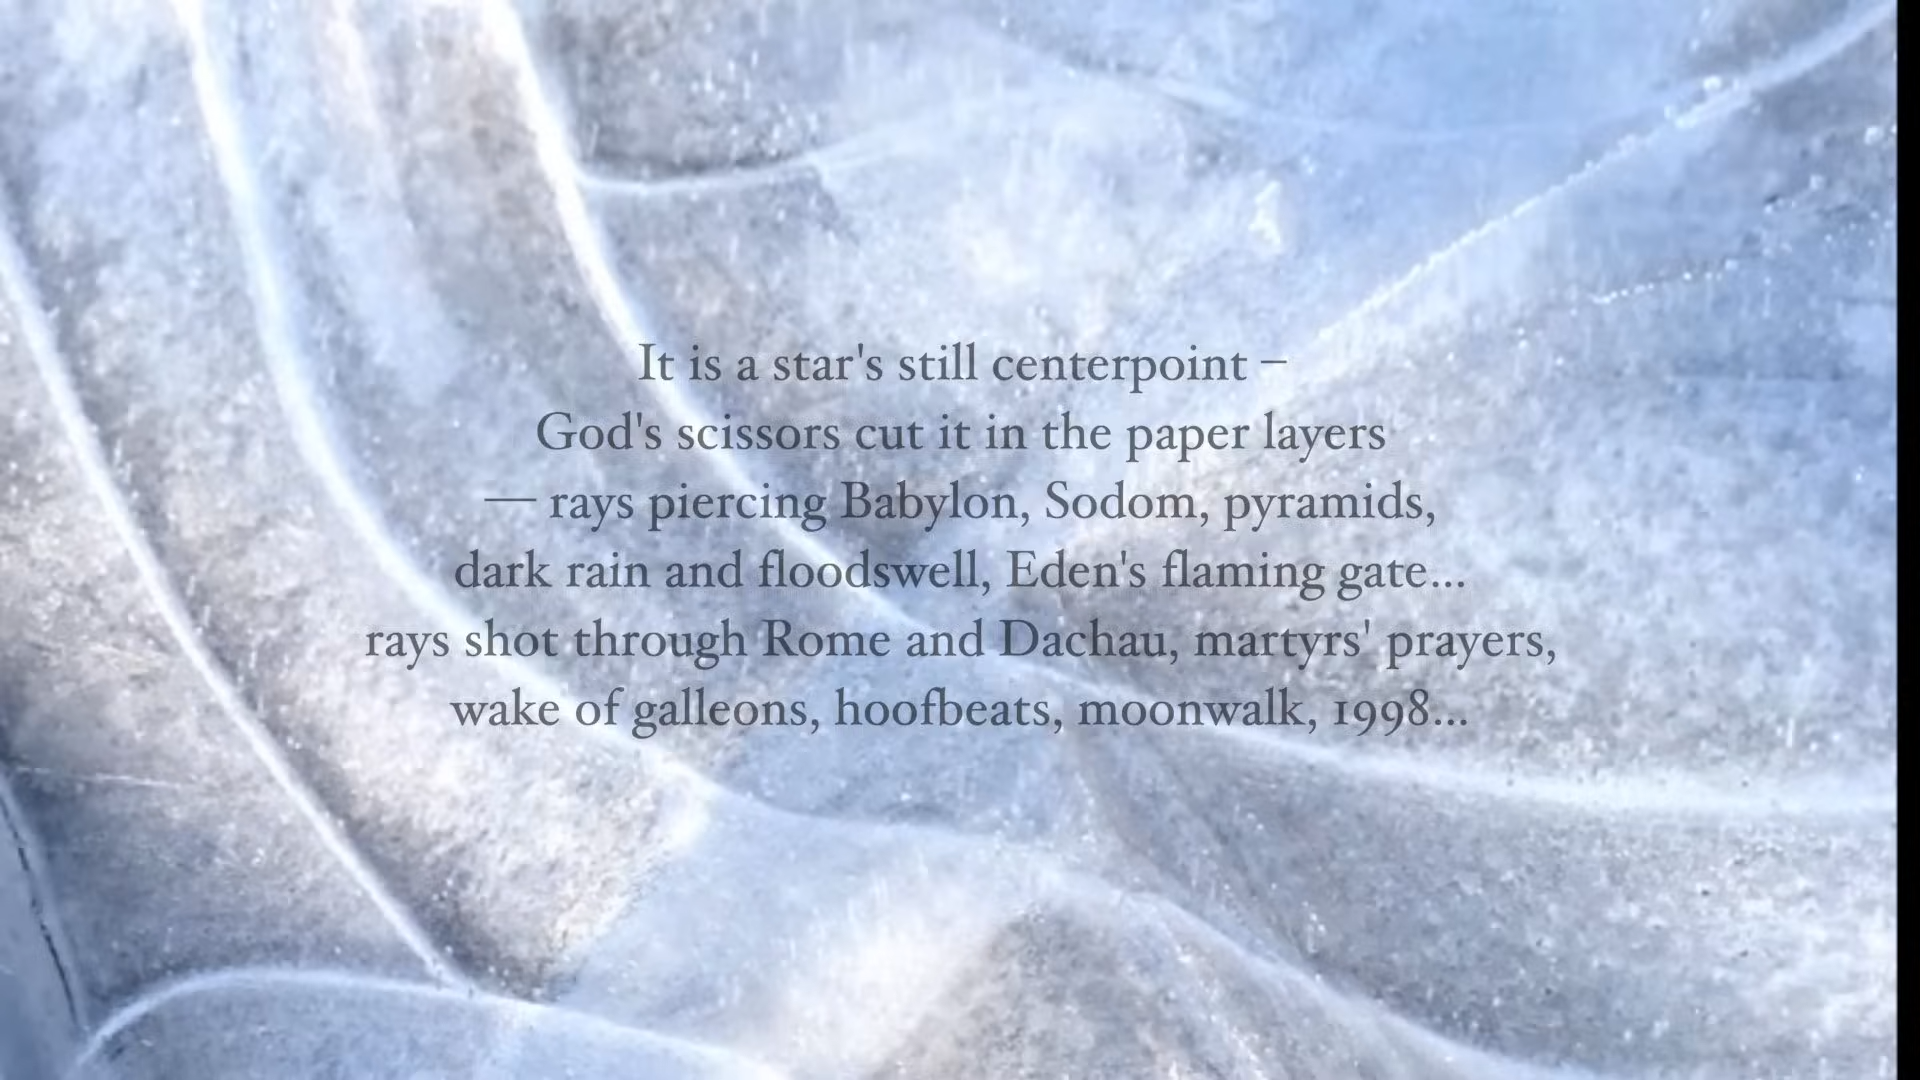 It is a star's still centerpoint –
God's scissors cut it in the paper layers
— rays piercing Babylon, Sodom, pyramids,
dark rain and floodswell, Eden's flaming gate...
rays shot through Rome and Dachau, martyrs' prayers,
wake of galleons, hoofbeats, moonwalk, 1998...